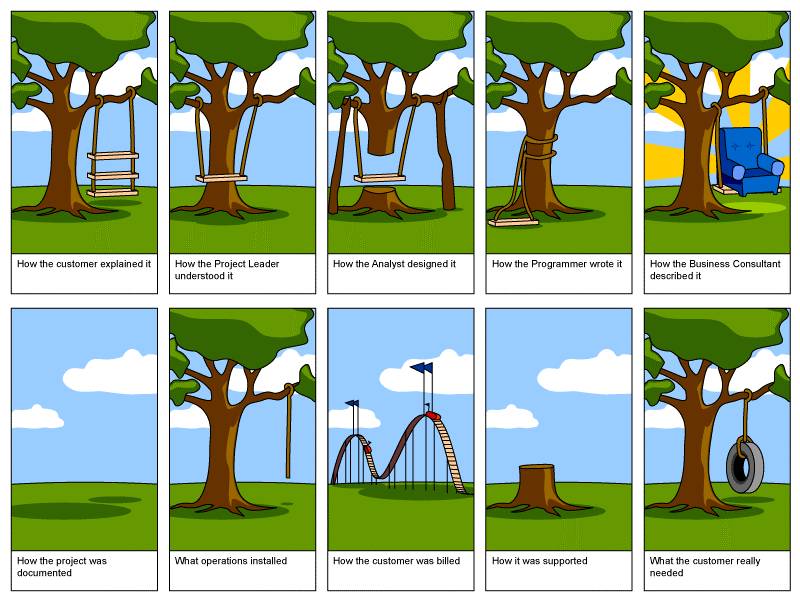 How the customer explained it
How the Project Leader
understood it
How the Analyst designed it
How the Programmer wrote it
How the Business Consultant
described it
How the project was
documented
What operations installed
How the customer was billed
How it was supported
What the customer really
needed